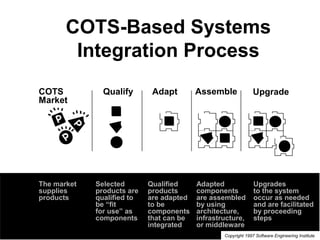 COTS-Based Systems
Integration Process
COTS
Market
Qualify
Adapt
Assemble
Upgrade
P
P
P
The market
supplies
products
Selected
products are
qualified to
be “fit
for use” as
components
Qualified
products
are adapted
to be
components
that can be
integrated
Adapted
components
are assembled
by using
architecture,
infrastructure,
or middleware
Upgrades
to the system
occur as needed
and are facilitated
by proceeding
steps
Copyright 1997 Software Engineering Institute